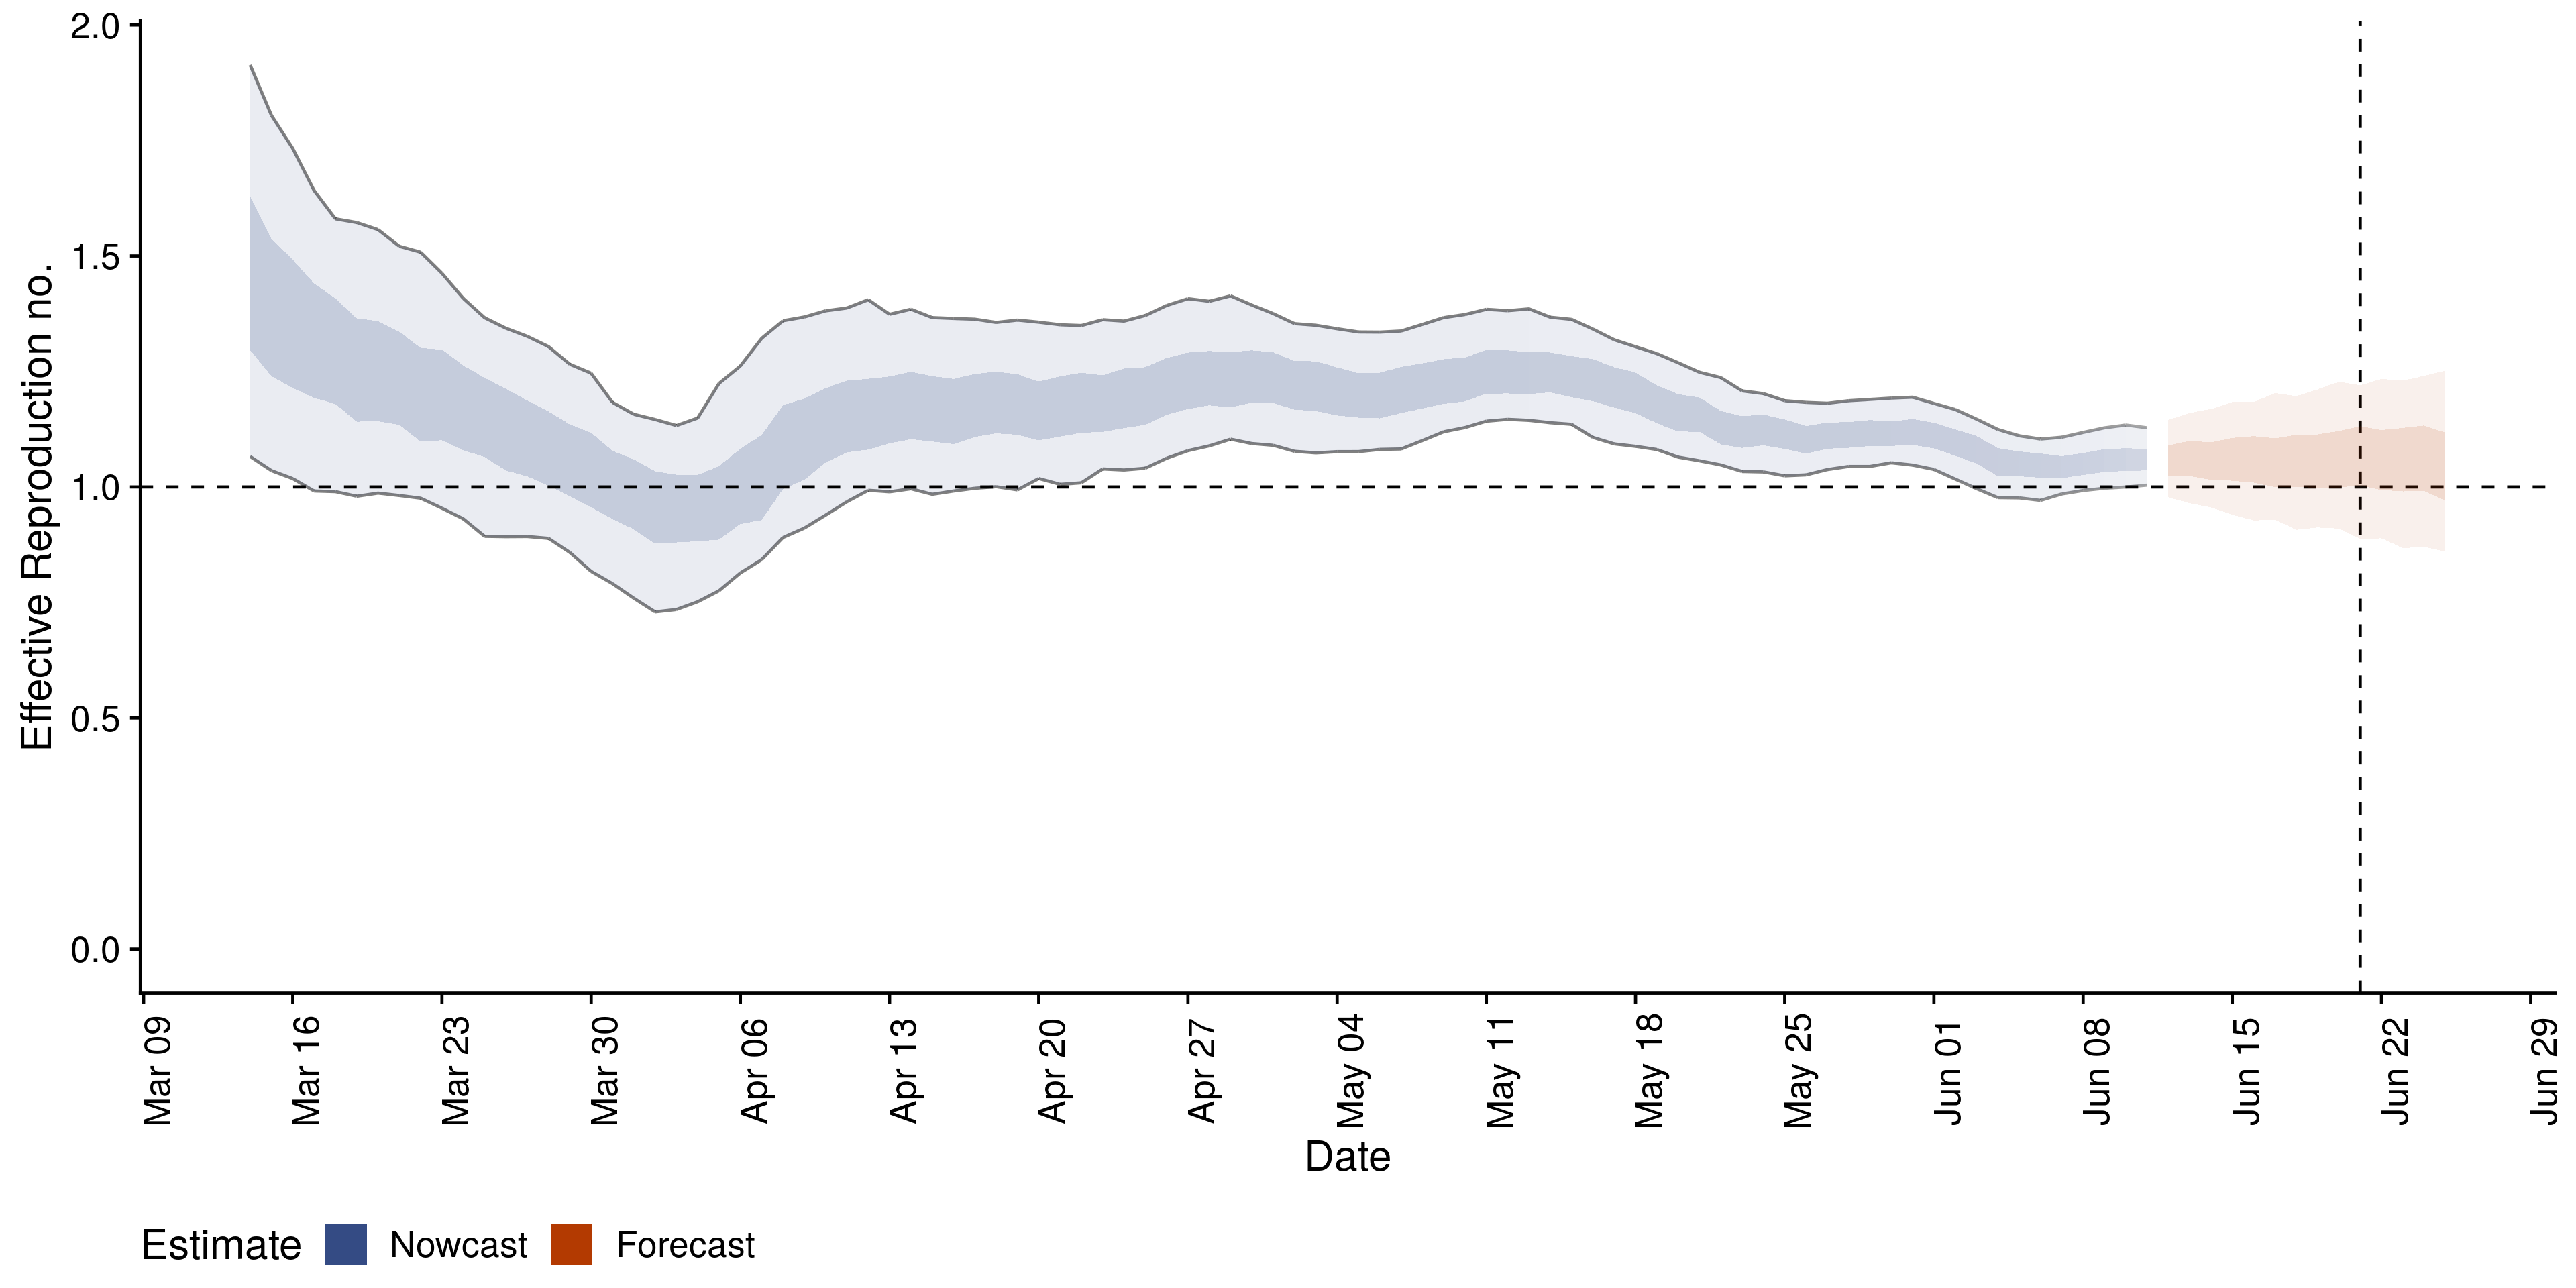 Effective Reproduction no.
2.0
1.5
1.0
0.5
0.0
Mar 09
Mar 16
Mar 23
Mar 30
Apr 06
Apr 13
Apr 20
Apr 27
May 04
May 11
May 18
May 25
Jun 01
Jun 08
Jun 15
Jun 22
Jun 29
Date
Estimate Nowcast Forecast